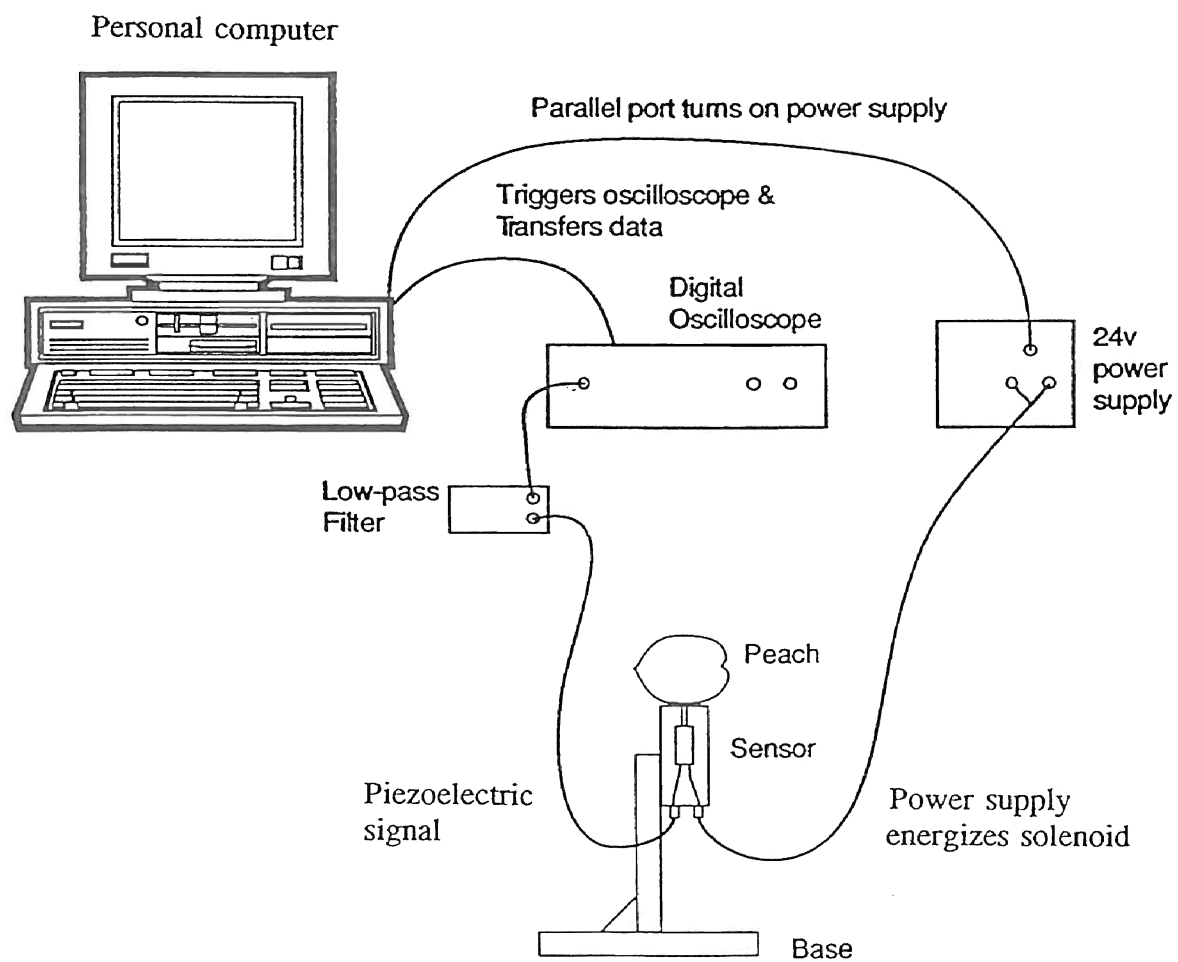 Personal computer
Parallel port turns on power supply
Triggers oscilloscope &
Transfers data
Digital
Oscilloscope
24v
power
supply
Low-pass
Filter
Peach
Sensor
Piezoelectric
signal
Power supply
energizes solenoid
Base